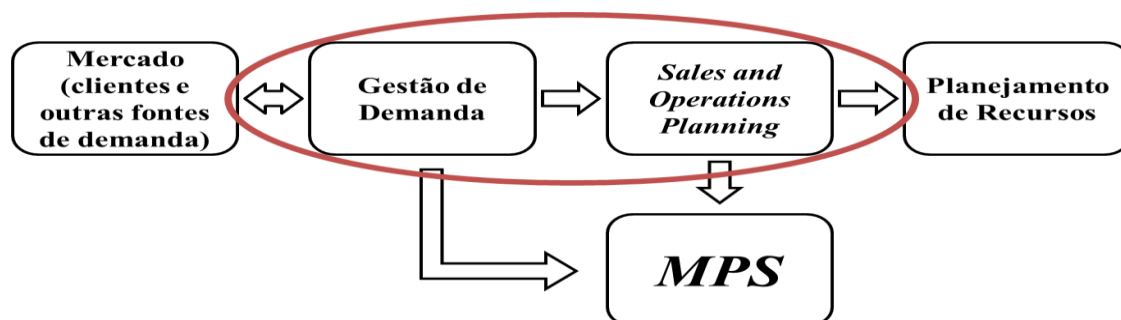 Mercado
(clientes e
outras fontes
de demanda)
Gestão de
Demanda
Sales and
Operations
Planning
Planejamento
de Recursos
MPS